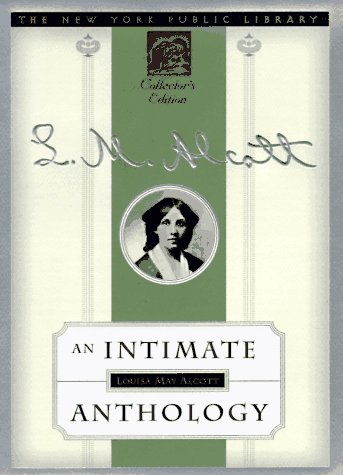 THE NEW YORK PUBLIC LIBRARY
Collector's
Edition
L. M. Alcott
AN INTIMATE
LOUISA MAY ALCOTT
ANTHOLOGY